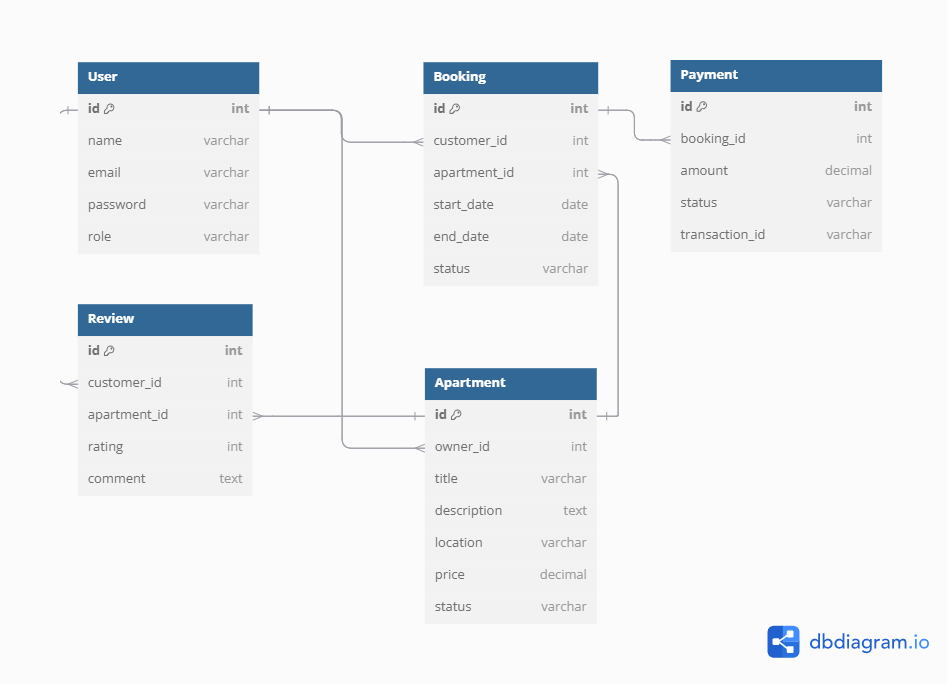 User
id int
name varchar
email varchar
password varchar
role varchar
Booking
id int
customer_id int
apartment_id int
start_date date
end_date date
status varchar
Payment
id int
booking_id int
amount decimal
status varchar
transaction_id varchar
Review
id int
customer_id int
apartment_id int
rating int
comment text
Apartment
id int
owner_id int
title varchar
description text
location varchar
price decimal
status varchar
dbdiagram.io